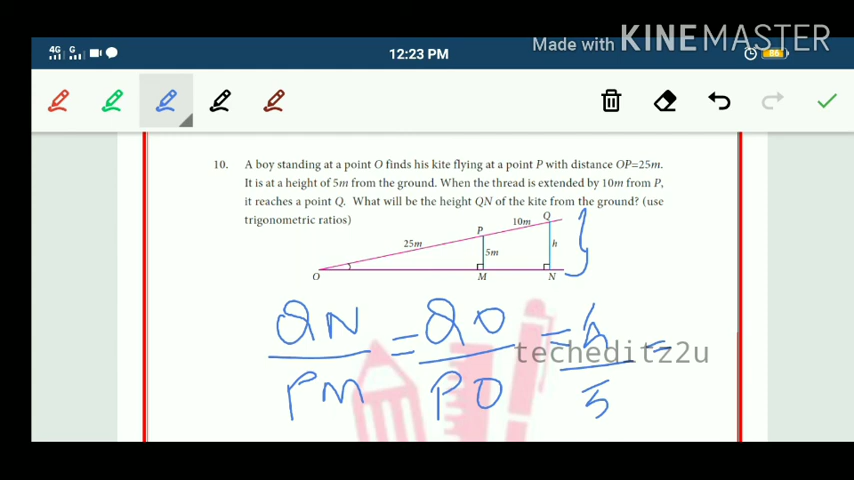 4G G 12:23 PM 86
Made with KINEMASTER
10. A boy standing at a point O finds his kite flying at a point P with distance OP=25m.
It is at a height of 5m from the ground. When the thread is extended by 10m from P,
it reaches a point Q. What will be the height QN of the kite from the ground? (use
trigonometric ratios)
Q
10m
P
25m
h
5m
O M N
QN = QO = h =
PM PO 5
techeditz2u